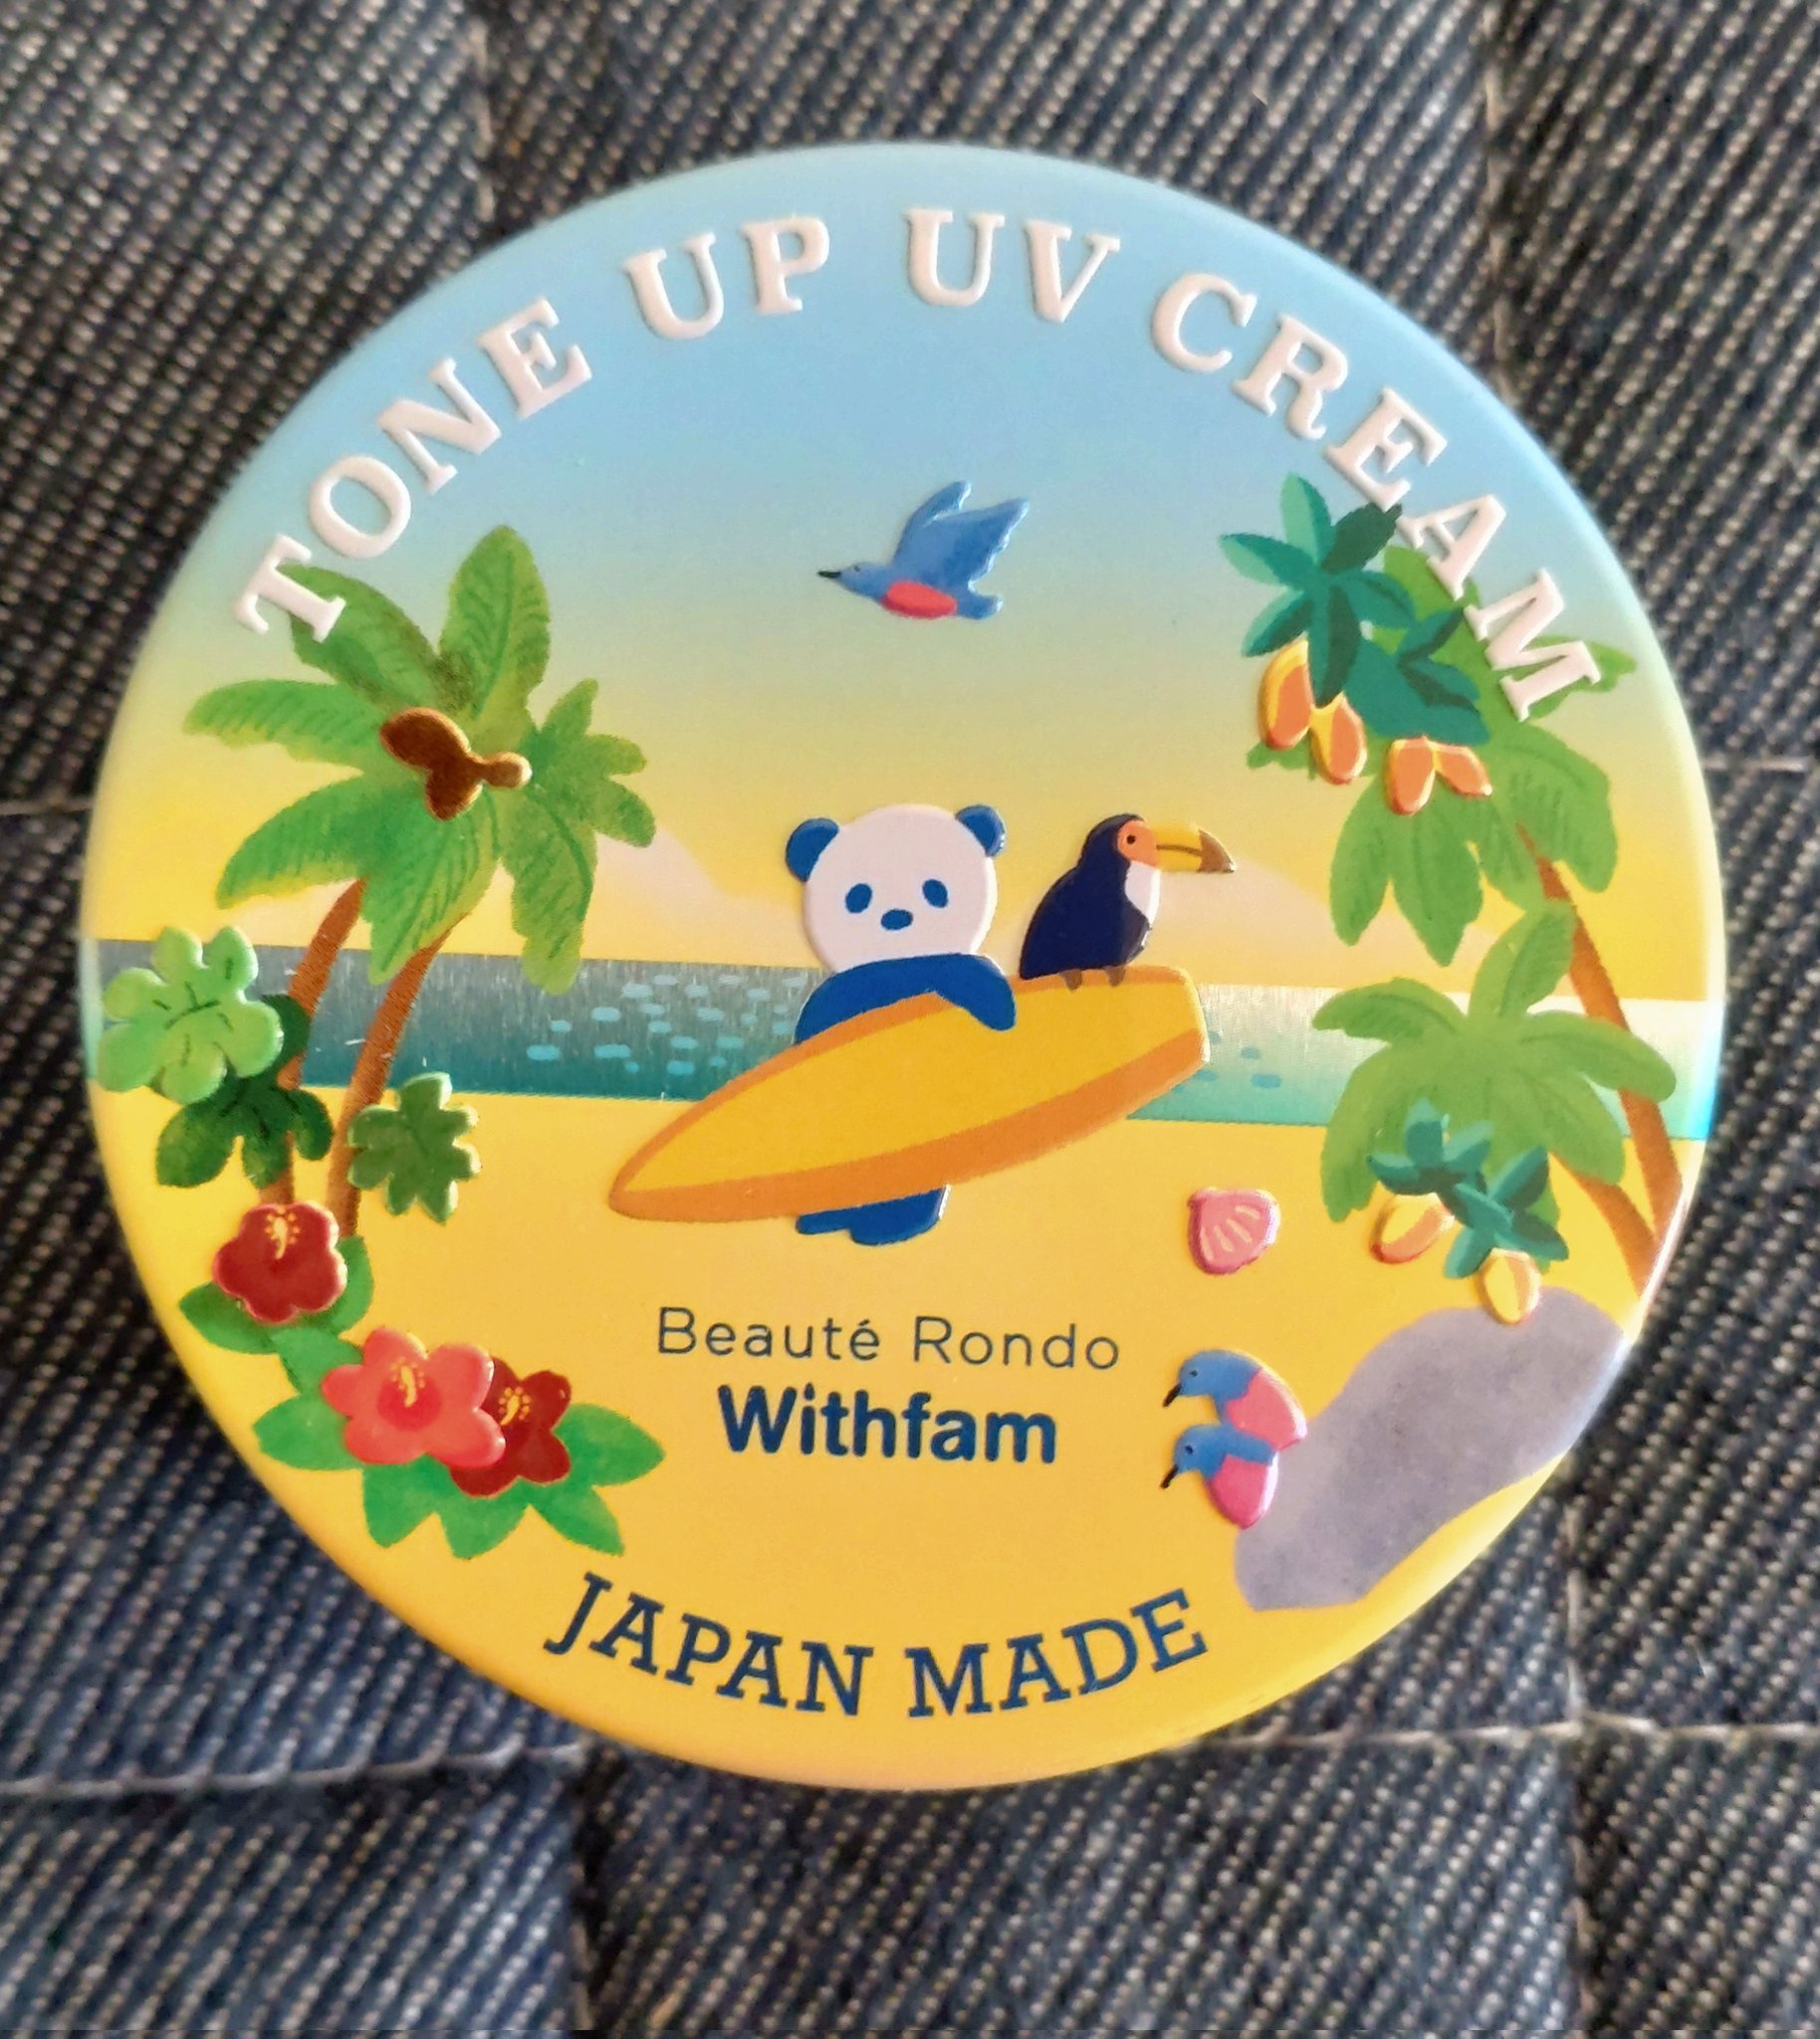 TONE UP UV CREAM
Beauté Rondo
Withfam
JAPAN MADE